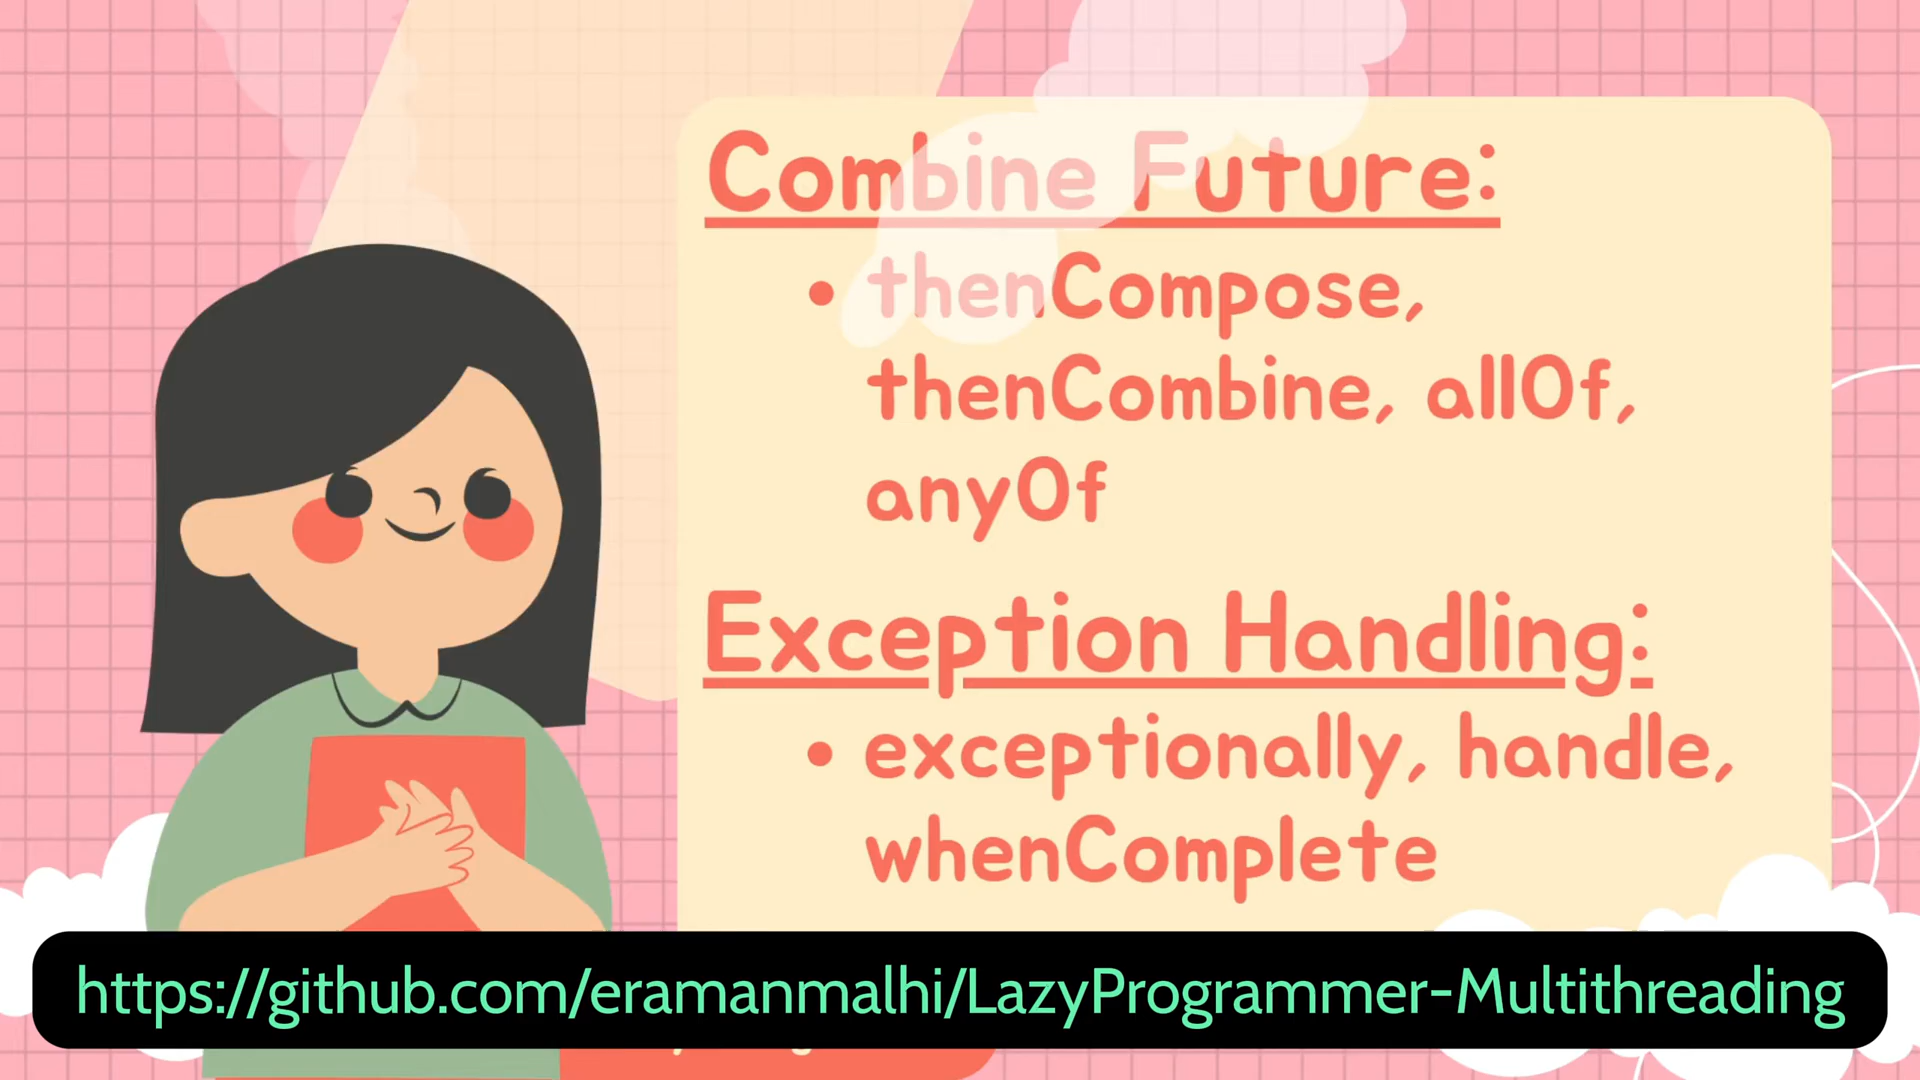 Combine Future:
• thenCompose,
thenCombine, allOf,
anyOf
Exception Handling:
• exceptionally, handle,
whenComplete
https://github.com/eramanmalhi/LazyProgrammer-Multithreading